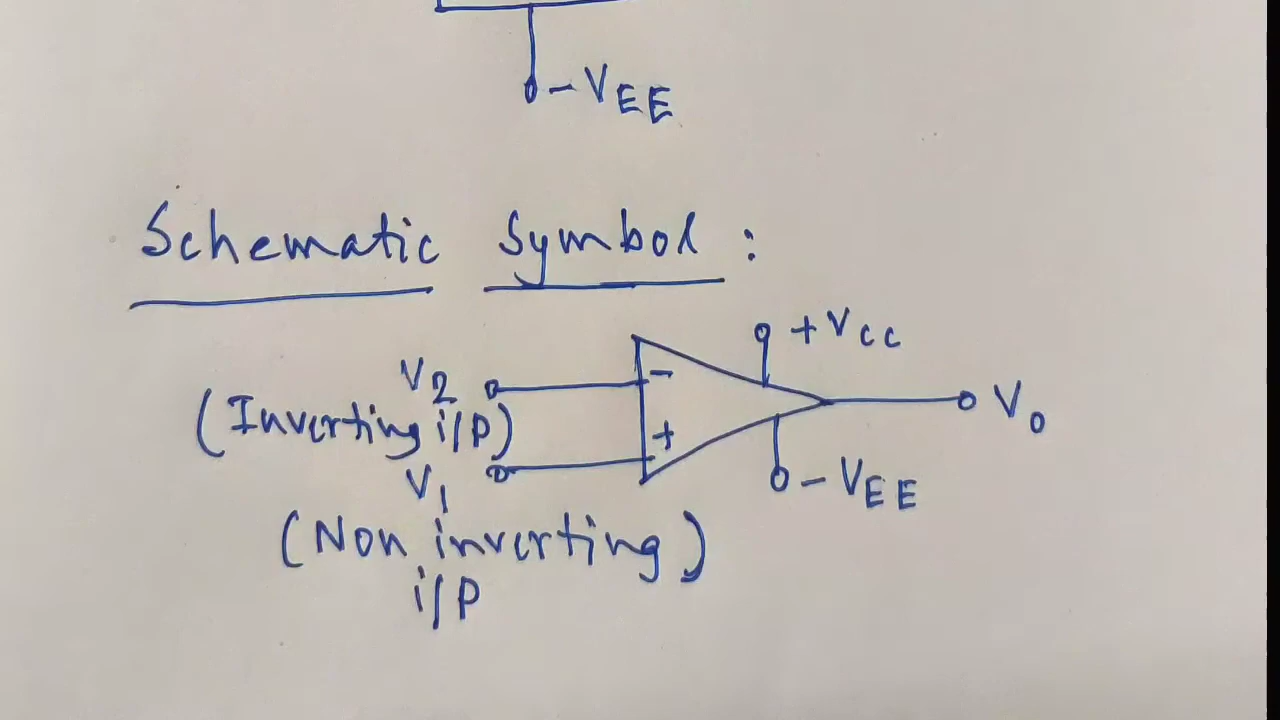 -VEE
Schematic Symbol :
+Vcc
V2
-
(Inverting i/p)
Vo
+
V1
-VEE
(Non inverting)
i/p